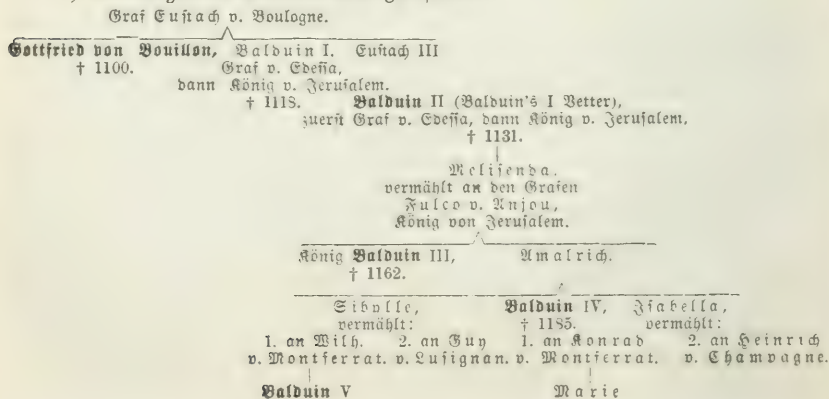 Graf Eustach v. Boulogne.
Gottfried von Bouillon, Balduin I. Eustach III
† 1100. Graf v. Edessa,
dann König v. Jerusalem.
† 1118. Balduin II (Balduin's I Vetter),
zuerst Graf v. Edessa, dann König v. Jerusalem,
† 1131.
Melisenda,
vermählt an den Grafen
Fulco v. Anjou,
König von Jerusalem.
König Balduin III, Amalrich.
† 1162.
Sibylle, Balduin IV, Isabella,
vermählt: † 1185. vermählt:
1. an Wilh. 2. an Guy 1. an Konrad 2. an Heinrich
v. Montferrat. v. Lusignan. v. Montferrat. v. Champagne.
Balduin V Marie